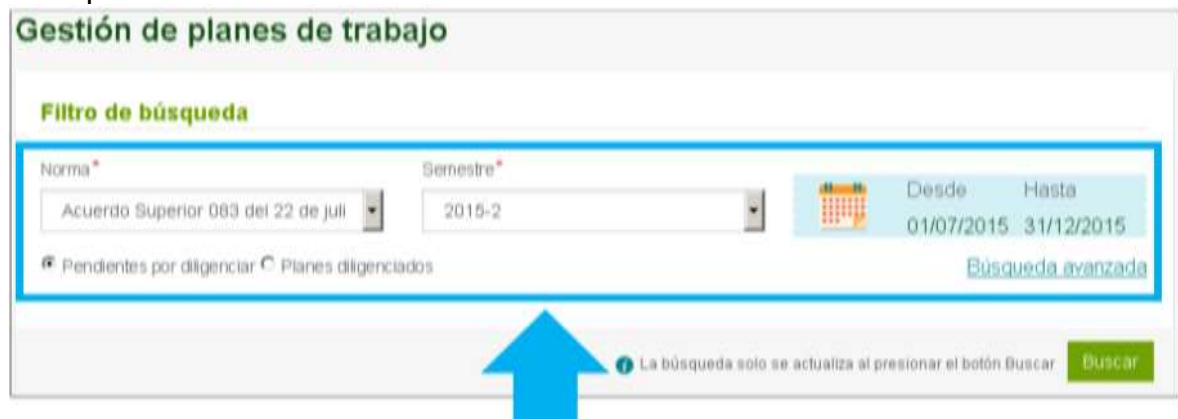 Gestión de planes de trabajo
Filtro de búsqueda
Norma* Semestre*
Acuerdo Superior 083 del 22 de juli 2015-2 Desde Hasta
01/07/2015 31/12/2015
Pendientes por diligenciar Planes diligenciados Búsqueda avanzada
La búsqueda solo se actualiza al presionar el botón Buscar Buscar